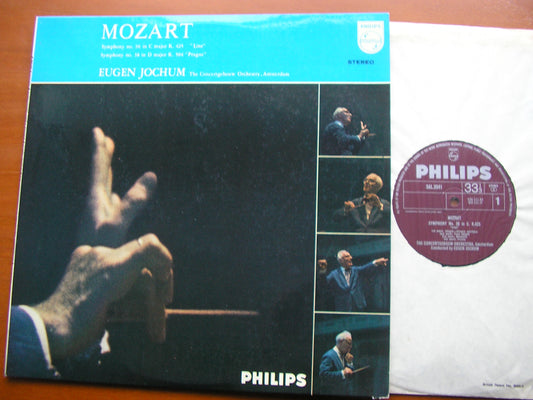 MOZART
Symphony no. 36 in C major K. 425 "Linz"
Symphony no. 38 in D major K. 504 "Prague"
EUGEN JOCHUM The Concertgebouw Orchestra, Amsterdam
PHILIPS
STEREO
PHILIPS
PHILIPS
33⅓
1
MOZART
SYMPHONY No. 36 in C, K.425
THE CONCERTGEBOUW ORCHESTRA, Amsterdam
Conducted by EUGEN JOCHUM